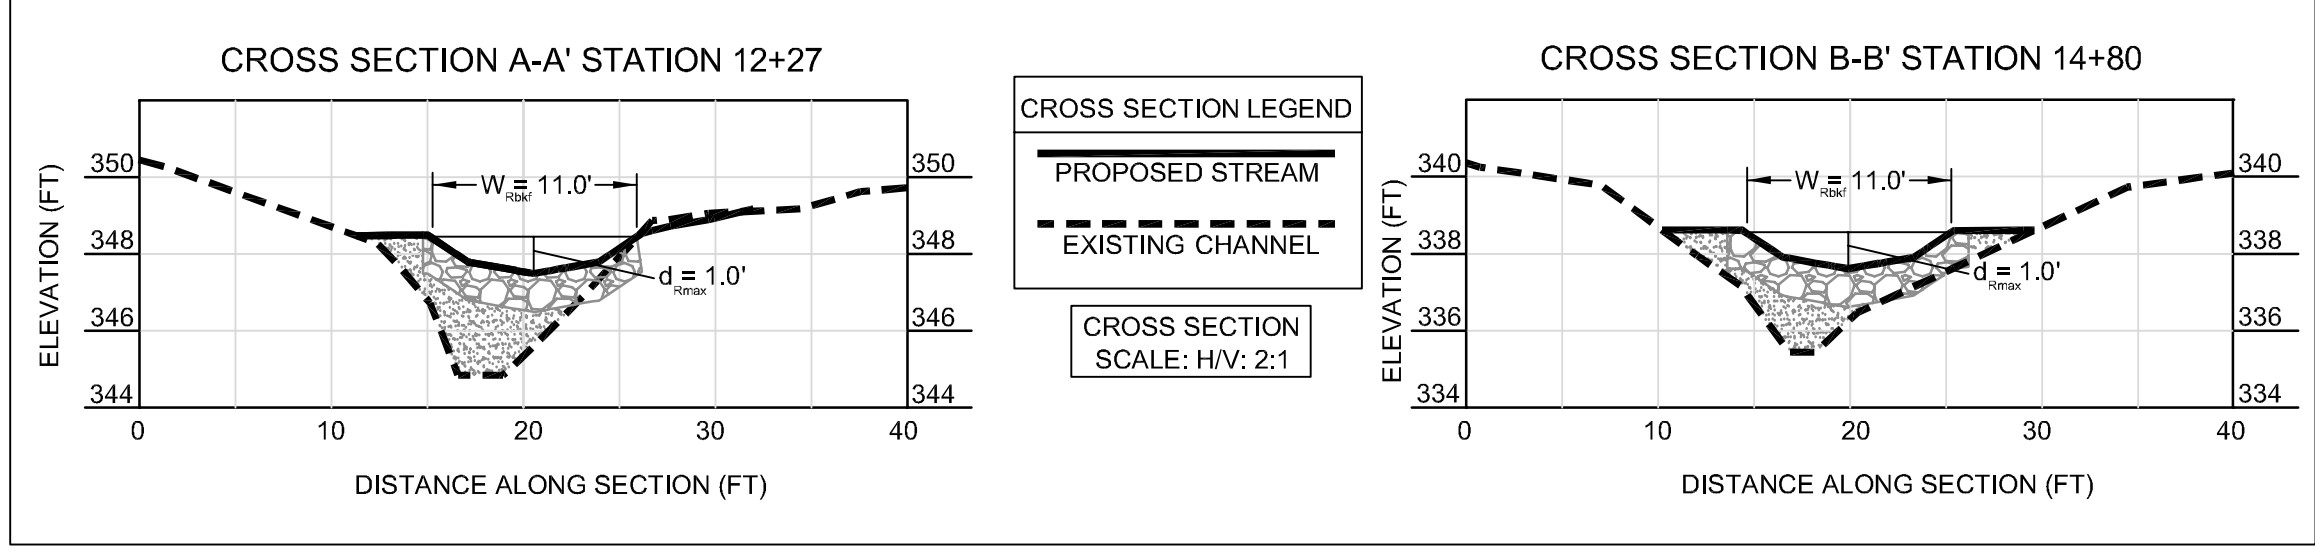 CROSS SECTION A-A' STATION 12+27
ELEVATION (FT)
350
348
346
344
350
348
346
344
W Rbkf = 11.0'
d Rmax = 1.0'
0 10 20 30 40
DISTANCE ALONG SECTION (FT)
CROSS SECTION LEGEND
PROPOSED STREAM
EXISTING CHANNEL
CROSS SECTION
SCALE: H/V: 2:1
CROSS SECTION B-B' STATION 14+80
ELEVATION (FT)
340
338
336
334
340
338
336
334
W Rbkf = 11.0'
d Rmax = 1.0'
0 10 20 30 40
DISTANCE ALONG SECTION (FT)